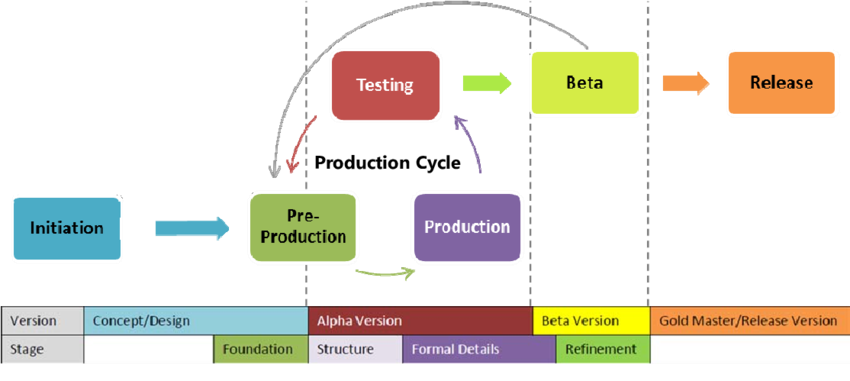 Testing
Beta
Release
Production Cycle
Initiation
Pre-
Production
Production
Version
Concept/Design
Alpha Version
Beta Version
Gold Master/Release Version
Stage
Foundation
Structure
Formal Details
Refinement